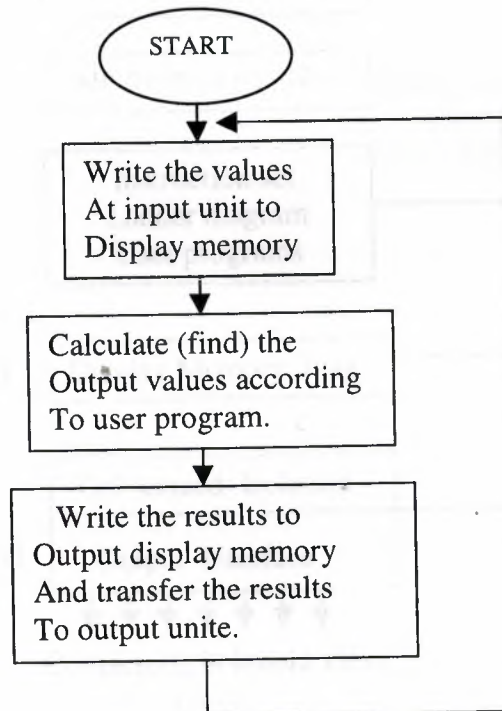 START
Write the values
At input unit to
Display memory
Calculate (find) the
Output values according
To user program.
Write the results to
Output display memory
And transfer the results
To output unite.